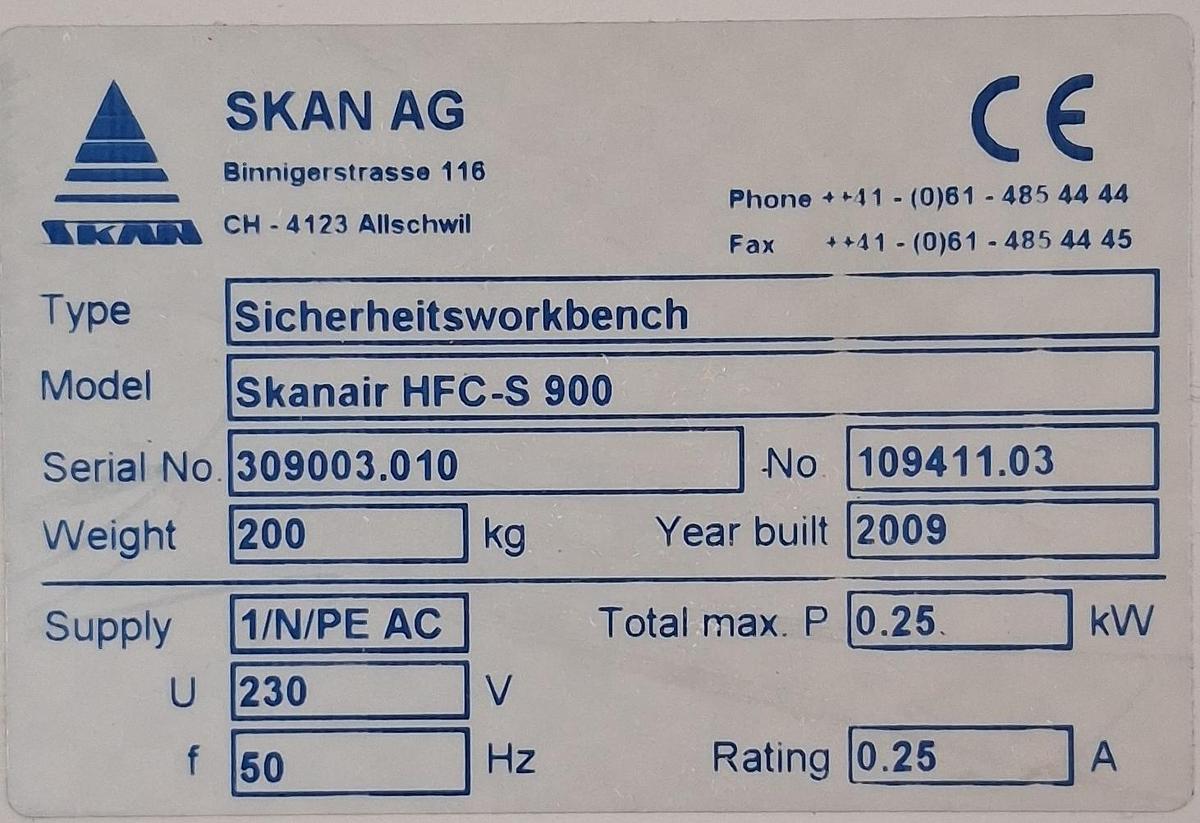 SKAN AG
Binnigerstrasse 116
CH - 4123 Allschwil
SKAN
CE
Phone ++41 - (0)61 - 485 44 44
Fax ++41 - (0)61 - 485 44 45
Type Sicherheitsworkbench
Model Skanair HFC-S 900
Serial No. 309003.010 -No 109411.03
Weight 200 kg Year built 2009
Supply 1/N/PE AC Total max. P 0.25 kW
U 230 V
f 50 Hz Rating 0.25 A